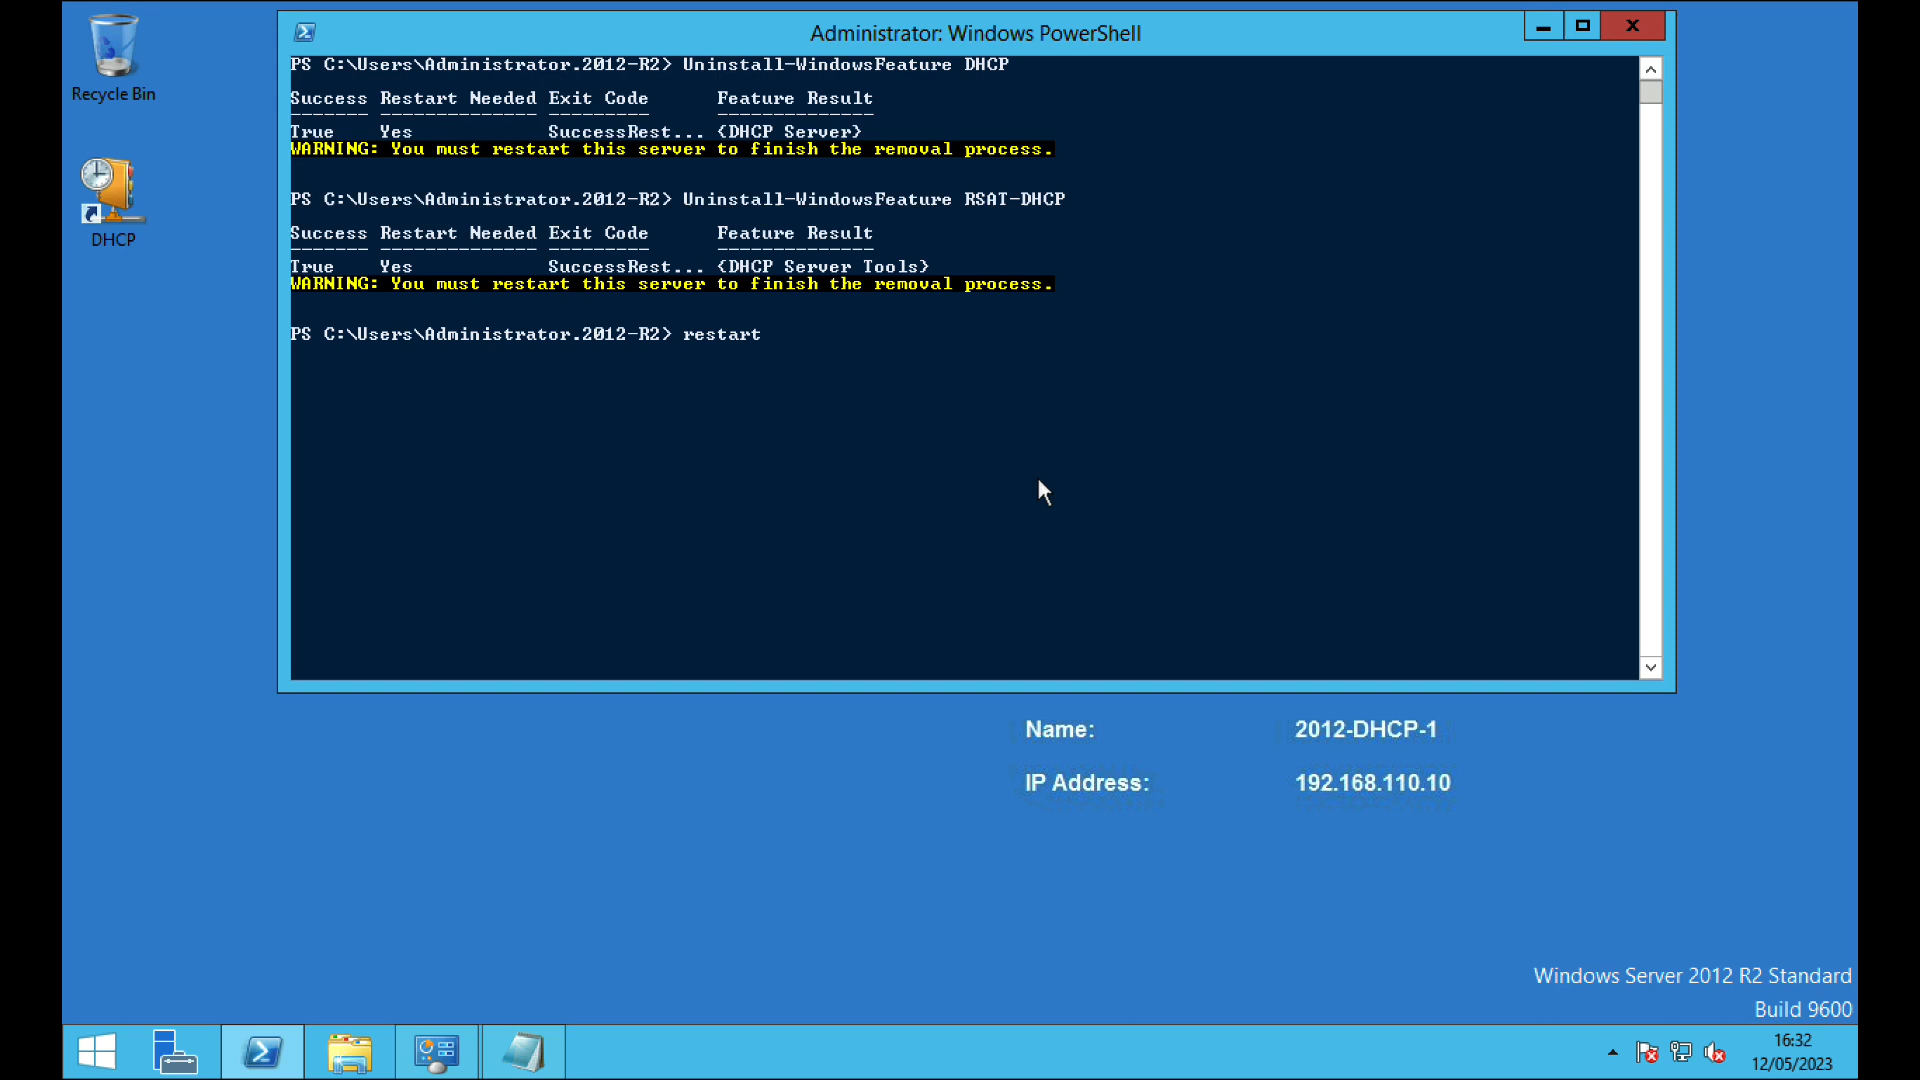 Recycle Bin
DHCP
Administrator: Windows PowerShell
PS C:\Users\Administrator.2012-R2> Uninstall-WindowsFeature DHCP
Success Restart Needed Exit Code      Feature Result
------- -------------- ---------      --------------
True    Yes            SuccessRest... {DHCP Server}
WARNING: You must restart this server to finish the removal process.
PS C:\Users\Administrator.2012-R2> Uninstall-WindowsFeature RSAT-DHCP
Success Restart Needed Exit Code      Feature Result
------- -------------- ---------      --------------
True    Yes            SuccessRest... {DHCP Server Tools}
WARNING: You must restart this server to finish the removal process.
PS C:\Users\Administrator.2012-R2> restart
Name: 2012-DHCP-1
IP Address: 192.168.110.10
Windows Server 2012 R2 Standard
Build 9600
16:32
12/05/2023